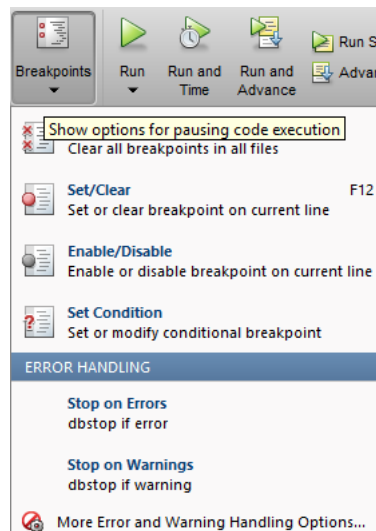 Breakpoints
Run
Run and
Time
Run and
Advance
Run S
Advan
Show options for pausing code execution
Clear all breakpoints in all files
Set/Clear F12
Set or clear breakpoint on current line
Enable/Disable
Enable or disable breakpoint on current line
Set Condition
Set or modify conditional breakpoint
ERROR HANDLING
Stop on Errors
dbstop if error
Stop on Warnings
dbstop if warning
More Error and Warning Handling Options...